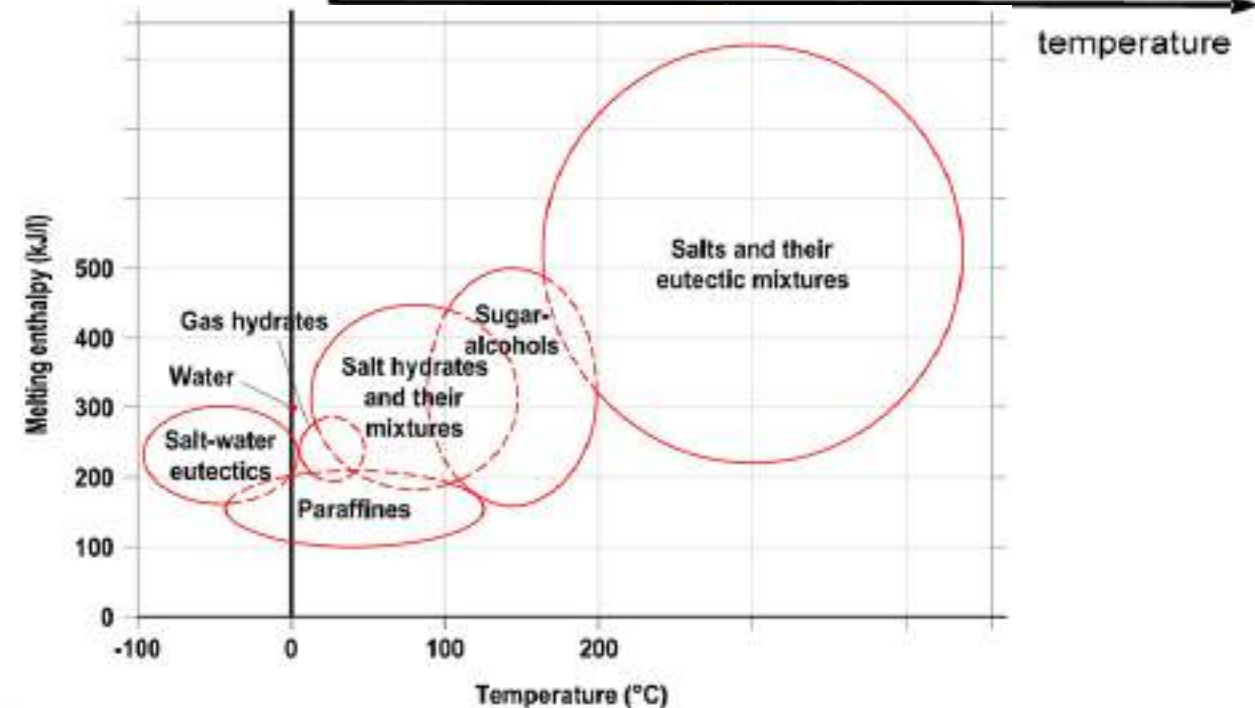 temperature
Melting enthalpy (kJ/l)
500
400
300
200
100
0
Gas hydrates
Water
Salt-water
eutectics
Paraffines
Salt hydrates
and their
mixtures
Sugar-
alcohols
Salts and their
eutectic mixtures
-100
0
100
200
Temperature (°C)